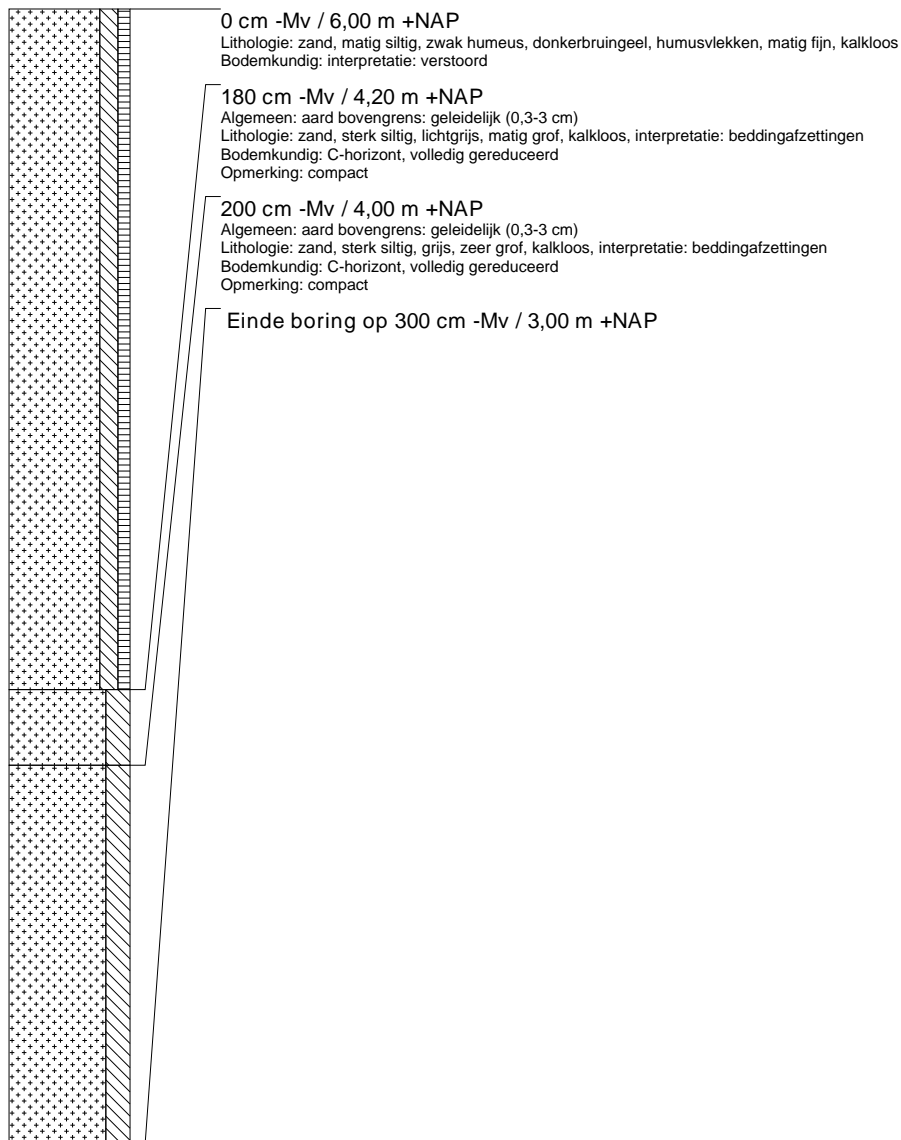 0 cm -Mv / 6,00 m +NAP
Lithologie: zand, matig siltig, zwak humeus, donkerbruingeel, humusvlekken, matig fijn, kalkloos
Bodemkundig: interpretatie: verstoord
180 cm -Mv / 4,20 m +NAP
Algemeen: aard bovengrens: geleidelijk (0,3-3 cm)
Lithologie: zand, sterk siltig, lichtgrijs, matig grof, kalkloos, interpretatie: beddingafzettingen
Bodemkundig: C-horizont, volledig gereduceerd
Opmerking: compact
200 cm -Mv / 4,00 m +NAP
Algemeen: aard bovengrens: geleidelijk (0,3-3 cm)
Lithologie: zand, sterk siltig, grijs, zeer grof, kalkloos, interpretatie: beddingafzettingen
Bodemkundig: C-horizont, volledig gereduceerd
Opmerking: compact
Einde boring op 300 cm -Mv / 3,00 m +NAP